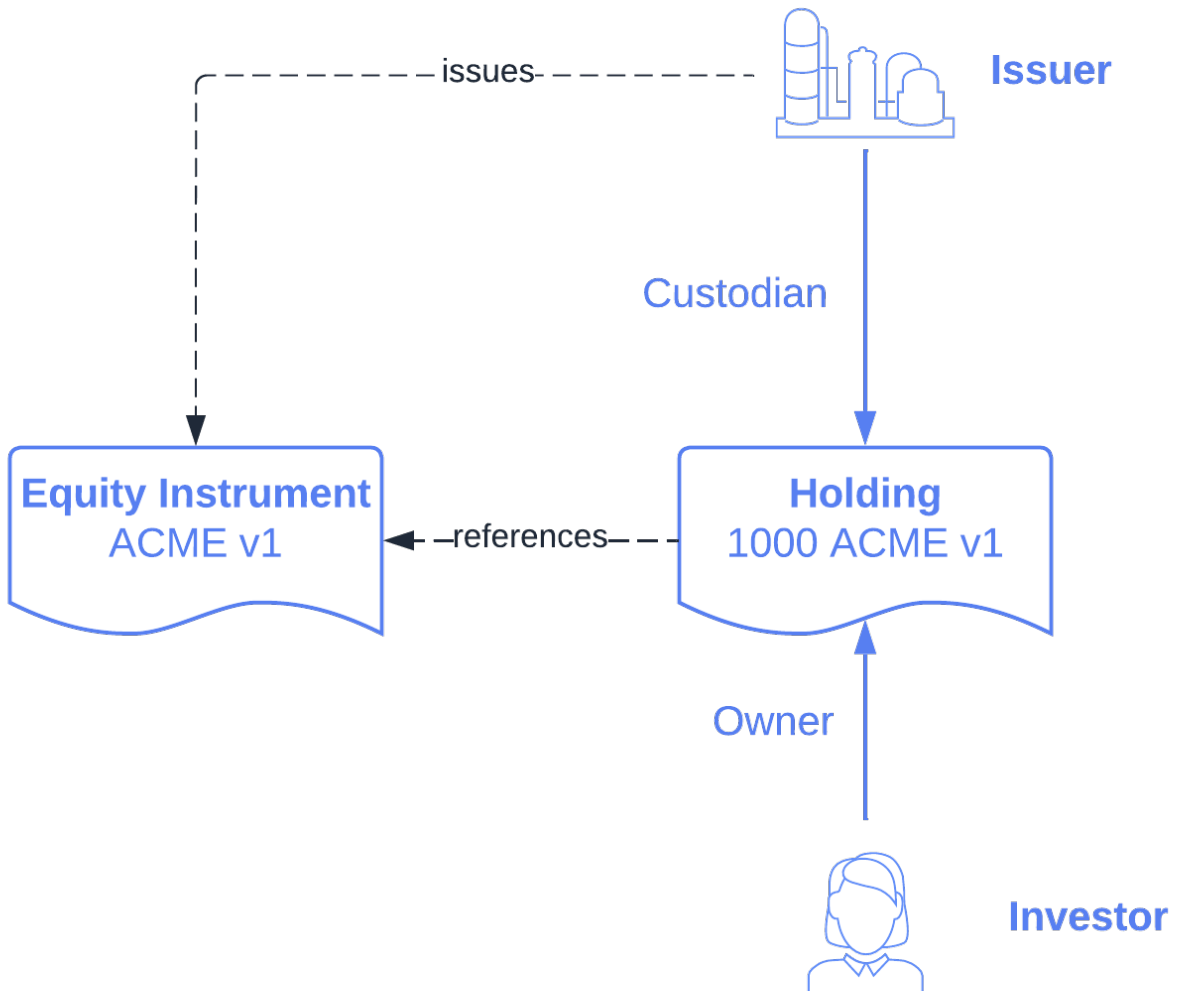 issues
Issuer
Custodian
Equity Instrument
ACME v1
references
Holding
1000 ACME v1
Owner
Investor